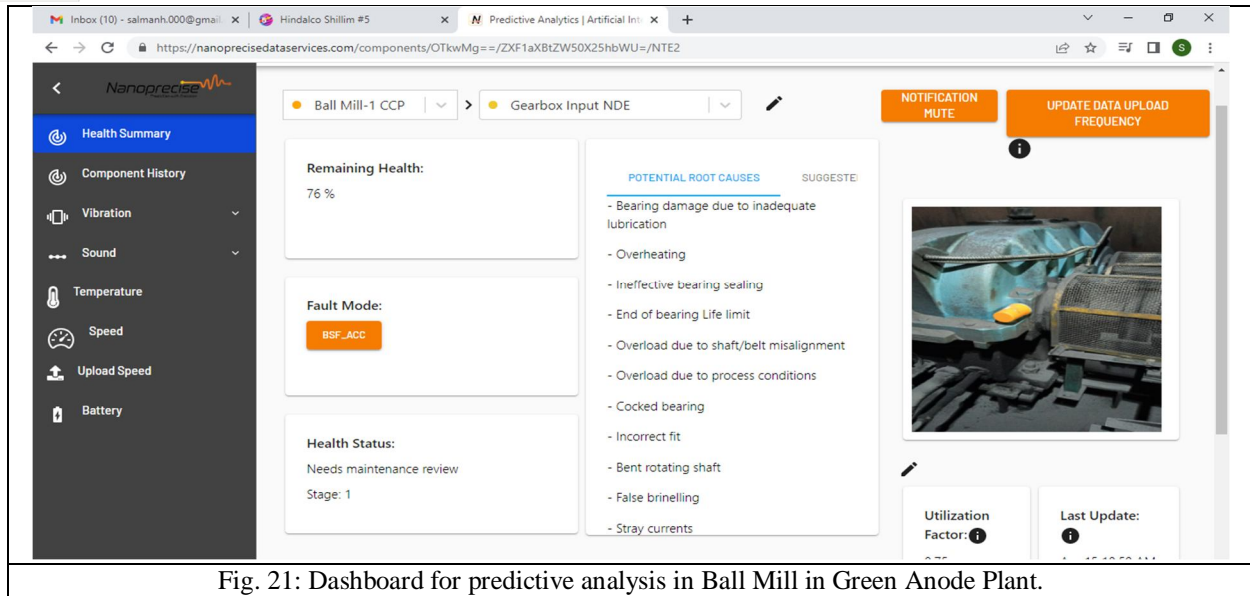 Inbox (10) - salmanh.000@gmail.
Hindalco Shillim #5
Predictive Analytics | Artificial Int
https://nanoprecisedataservices.com/components/OTkwMg==/ZXF1aXBtZW50X25hbWU=/NTE2
S
Nanoprecise
Health Summary
Component History
Vibration
Sound
Temperature
Speed
Upload Speed
Battery
Ball Mill-1 CCP
Gearbox Input NDE
NOTIFICATION
MUTE
UPDATE DATA UPLOAD
FREQUENCY
Remaining Health:
76 %
Fault Mode:
BSF_ACC
Health Status:
Needs maintenance review
Stage: 1
POTENTIAL ROOT CAUSES
SUGGESTE
- Bearing damage due to inadequate
lubrication
- Overheating
- Ineffective bearing sealing
- End of bearing Life limit
- Overload due to shaft/belt misalignment
- Overload due to process conditions
- Cocked bearing
- Incorrect fit
- Bent rotating shaft
- False brinelling
- Stray currents
Utilization
Factor:
Last Update:
Fig. 21: Dashboard for predictive analysis in Ball Mill in Green Anode Plant.